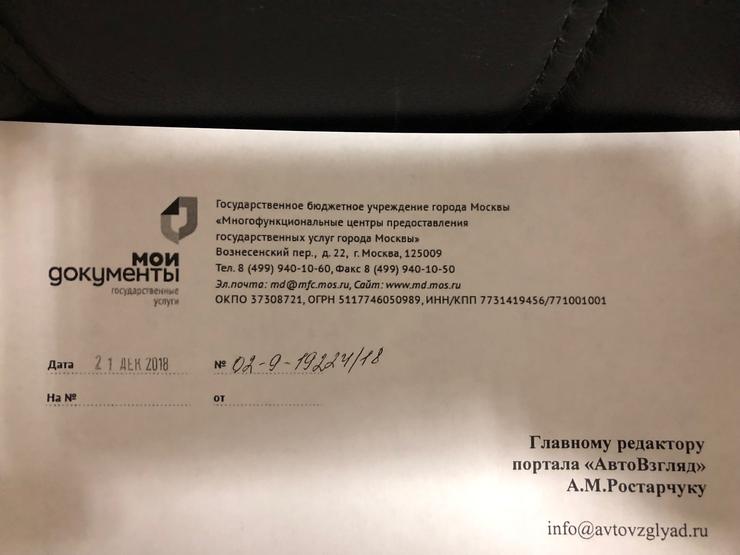 Государственное бюджетное учреждение города Москвы
«Многофункциональные центры предоставления
государственных услуг города Москвы»
Вознесенский пер., д. 22, г. Москва, 125009
Тел. 8 (499) 940-10-60, Факс 8 (499) 940-10-50
Эл.почта: md@mfc.mos.ru, Сайт: www.md.mos.ru
ОКПО 37308721, ОГРН 5117746050989, ИНН/КПП 7731419456/771001001
мои
документы
государственные
услуги
Дата 21 ДЕК 2018 № 02-9-19224/18
На № от
Главному редактору
портала «АвтоВзгляд»
А.М.Ростарчуку
info@avtovzglyad.ru